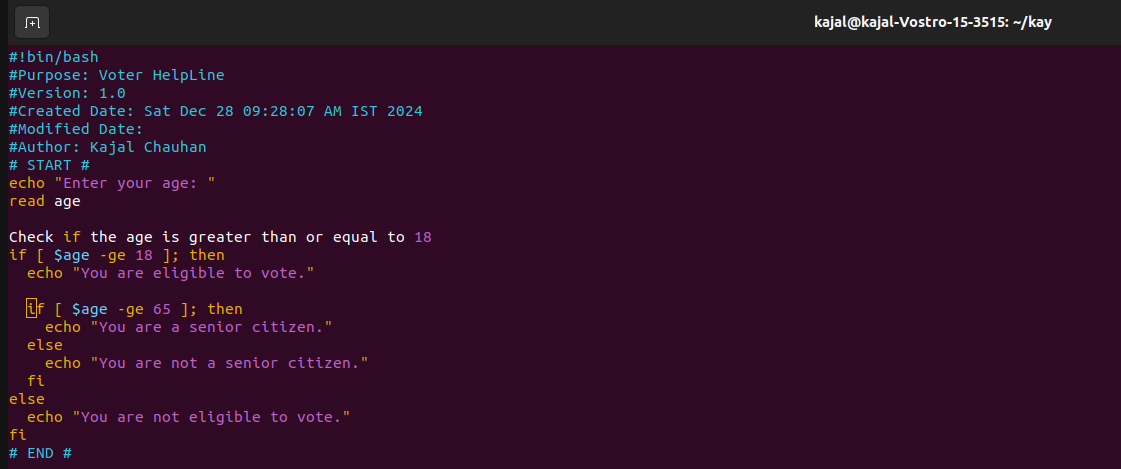 kajal@kajal-Vostro-15-3515: ~/kay
#!bin/bash
#Purpose: Voter HelpLine
#Version: 1.0
#Created Date: Sat Dec 28 09:28:07 AM IST 2024
#Modified Date:
#Author: Kajal Chauhan
# START #
echo "Enter your age: "
read age

Check if the age is greater than or equal to 18
if [ $age -ge 18 ]; then
  echo "You are eligible to vote."

  if [ $age -ge 65 ]; then
    echo "You are a senior citizen."
  else
    echo "You are not a senior citizen."
  fi
else
  echo "You are not eligible to vote."
fi
# END #